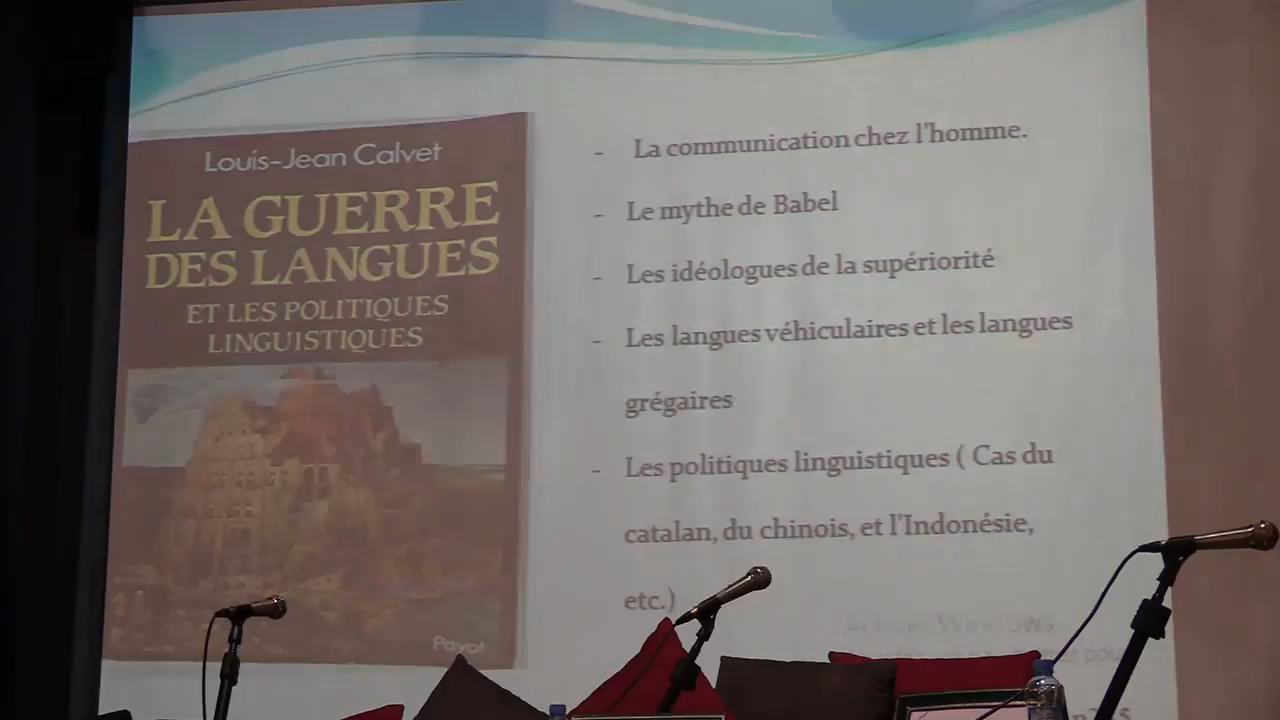 Louis-Jean Calvet
LA GUERRE
DES LANGUES
ET LES POLITIQUES
LINGUISTIQUES
Payot
- La communication chez l'homme.
- Le mythe de Babel
- Les idéologues de la supériorité
- Les langues véhiculaires et les langues
grégaires
- Les politiques linguistiques ( Cas du
catalan, du chinois, et l'Indonésie,
etc.)